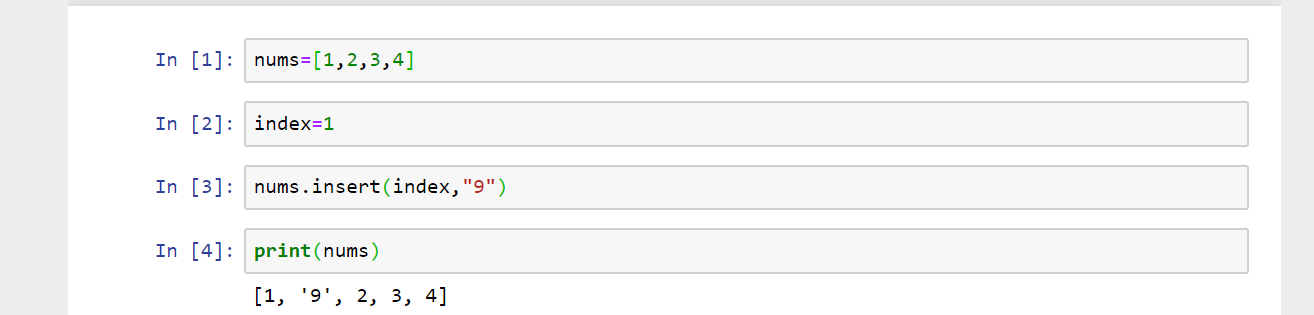 In [1]: nums=[1,2,3,4]
In [2]: index=1
In [3]: nums.insert(index,"9")
In [4]: print(nums)
[1, '9', 2, 3, 4]